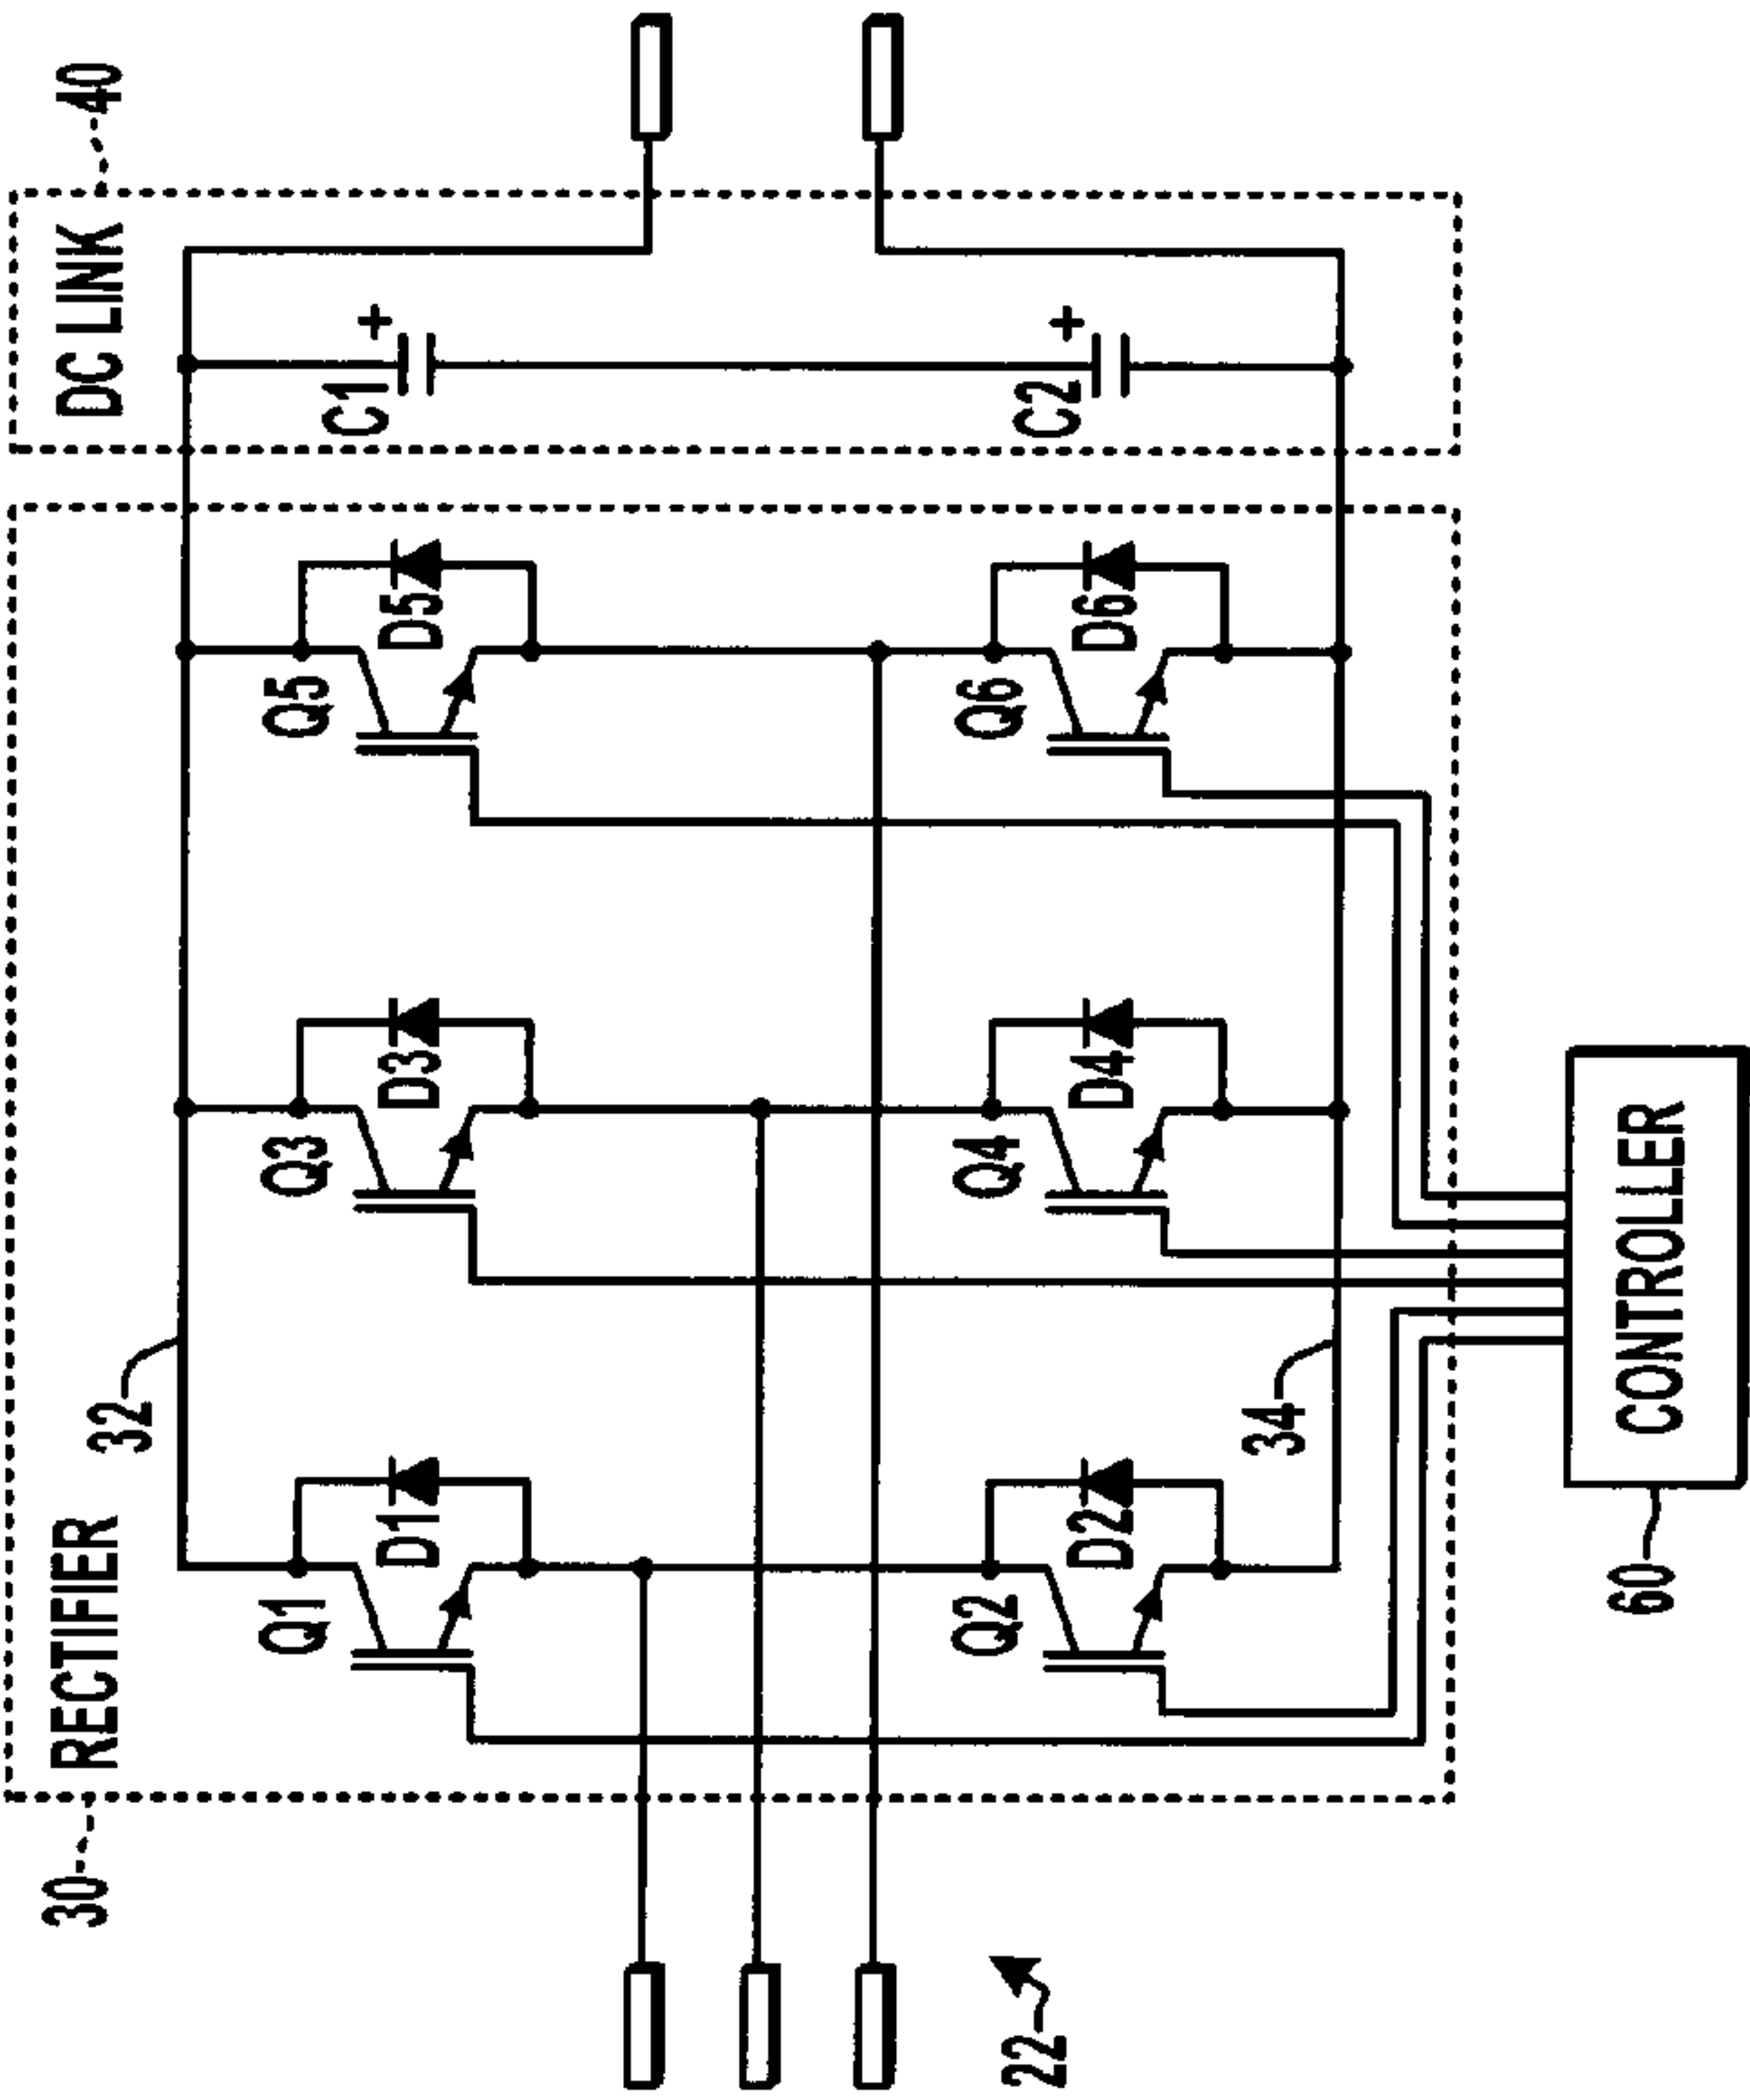 30
RECTIFIER
32
DC LINK
40
Q1
D1
Q3
D3
Q5
D5
C1
+
Q2
D2
Q4
D4
Q6
D6
C2
+
34
22
60
CONTROLLER